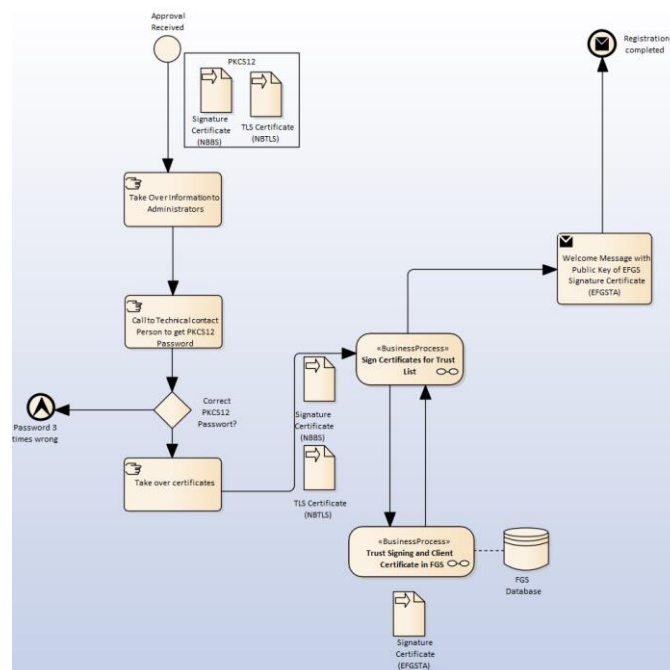 Approval
Received
PKCS12
Signature
Certificate
(NBBS)
TLS Certificate
(NBTLS)
Registration
completed
Take Over Informationto
Administrators
Welcome Message with
Public Key of EFGS
Signature Certificate
(EFGSTA)
Call to Technical contact
Person to get PKCS12
Password
«BusinessProcess»
Sign Certificates for Trust
List
Correct
PKCS12
Passwort?
Password 3
times wrong
Signature
Certificate
(NBBS)
Take over certificates
TLS Certificate
(NBTLS)
«BusinessProcess»
Trust Signing and Client
Certificate in FGS
FGS
Database
Signature
Certificate
(EFGSTA)